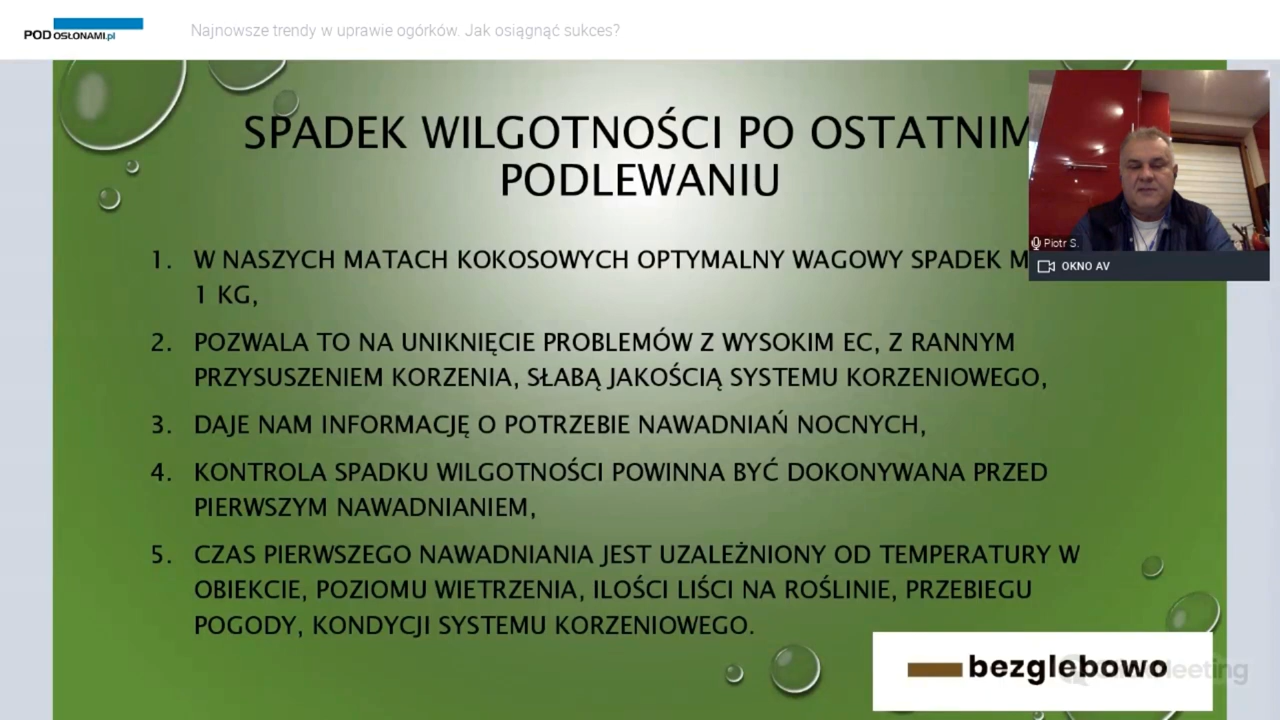 PODOSŁONAMI.pl
Najnowsze trendy w uprawie ogórków. Jak osiągnąć sukces?
SPADEK WILGOTNOŚCI PO OSTATNIM
PODLEWANIU
1. W NASZYCH MATACH KOKOSOWYCH OPTYMALNY WAGOWY SPADEK
1 KG,
2. POZWALA TO NA UNIKNIĘCIE PROBLEMÓW Z WYSOKIM EC, Z RANNYM
PRZYSUSZENIEM KORZENIA, SŁABĄ JAKOŚCIĄ SYSTEMU KORZENIOWEGO,
3. DAJE NAM INFORMACJĘ O POTRZEBIE NAWADNIAŃ NOCNYCH,
4. KONTROLA SPADKU WILGOTNOŚCI POWINNA BYĆ DOKONYWANA PRZED
PIERWSZYM NAWADNIANIEM,
5. CZAS PIERWSZEGO NAWADNIANIA JEST UZALEŻNIONY OD TEMPERATURY W
OBIEKCIE, POZIOMU WIETRZENIA, ILOŚCI LIŚCI NA ROŚLINIE, PRZEBIEGU
POGODY, KONDYCJI SYSTEMU KORZENIOWEGO.
Piotr S.
OKNO AV
bezglebowo